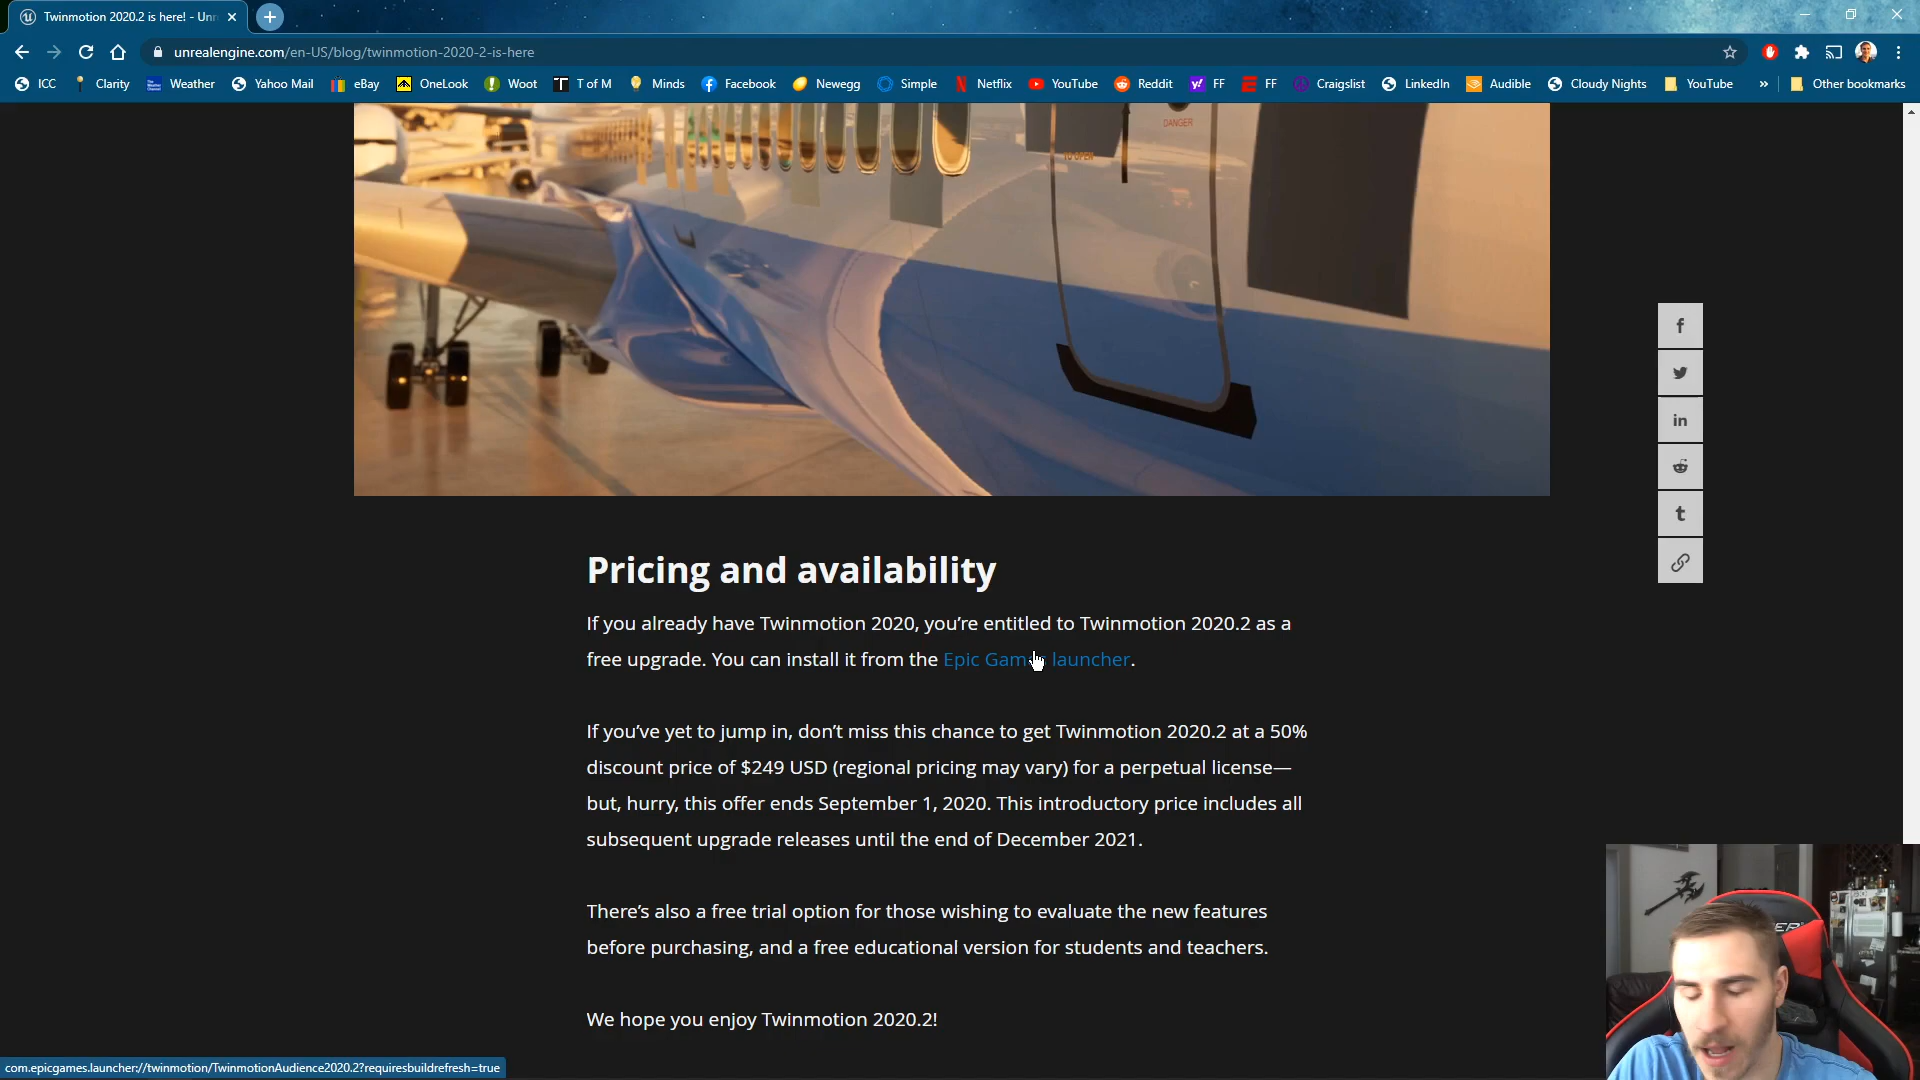 Twinmotion 2020.2 is here! - Unr
unrealengine.com/en-US/blog/twinmotion-2020-2-is-here
ICC Clarity Weather Yahoo Mail eBay OneLook Woot T of M Minds Facebook Newegg Simple Netflix YouTube Reddit FF FF Craigslist LinkedIn Audible Cloudy Nights YouTube » Other bookmarks
DANGER
TO OPEN
Pricing and availability
If you already have Twinmotion 2020, you're entitled to Twinmotion 2020.2 as a
free upgrade. You can install it from the Epic Games launcher.
If you've yet to jump in, don't miss this chance to get Twinmotion 2020.2 at a 50%
discount price of $249 USD (regional pricing may vary) for a perpetual license—
but, hurry, this offer ends September 1, 2020. This introductory price includes all
subsequent upgrade releases until the end of December 2021.
There's also a free trial option for those wishing to evaluate the new features
before purchasing, and a free educational version for students and teachers.
We hope you enjoy Twinmotion 2020.2!
com.epicgames.launcher://twinmotion/TwinmotionAudience2020.2?requiresbuildrefresh=true